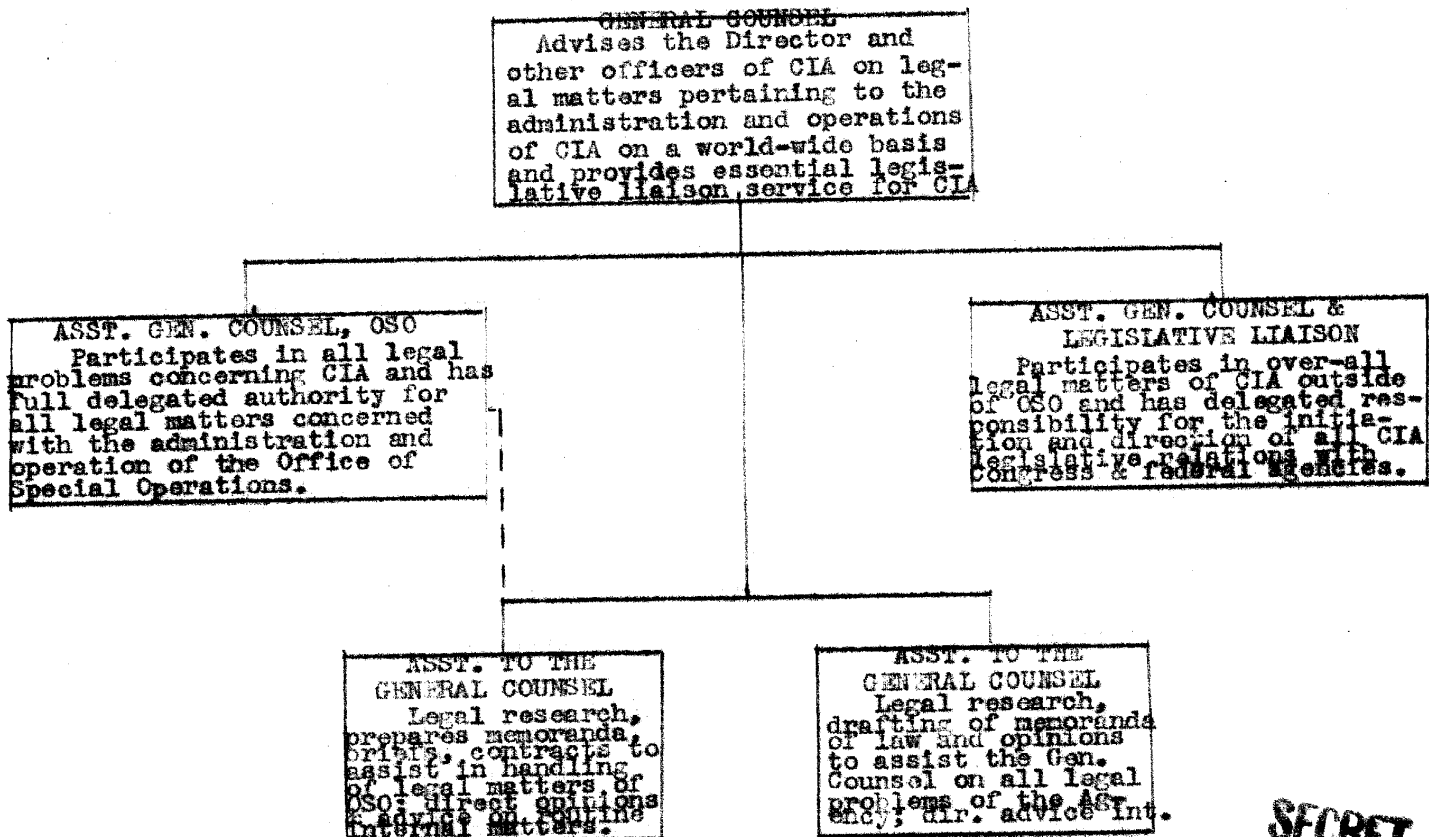 GENERAL COUNSEL
Advises the Director and
other officers of CIA on leg-
al matters pertaining to the
administration and operations
of CIA on a world-wide basis
and provides essential legis-
lative liaison service for CIA
ASST. GEN. COUNSEL, OSO
Participates in all legal
problems concerning CIA and has
full delegated authority for
all legal matters concerned
with the administration and
operation of the Office of
Special Operations.
ASST. GEN. COUNSEL &
LEGISLATIVE LIAISON
Participates in over-all
legal matters of CIA outside
of OSO and has delegated res-
ponsibility for the initia-
tion and direction of all CIA
legislative relations with
Congress & federal agencies.
ASST. TO THE
GENERAL COUNSEL
Legal research,
prepares memoranda,
briefs, contracts to
assist in handling
of legal matters of
OSO; direct opinions
& advice on routine
internal matters.
ASST. TO THE
GENERAL COUNSEL
Legal research,
drafting of memoranda
of law and opinions
to assist the Gen.
Counsel on all legal
problems of the Ag-
ency; dir. advice int.
SECRET